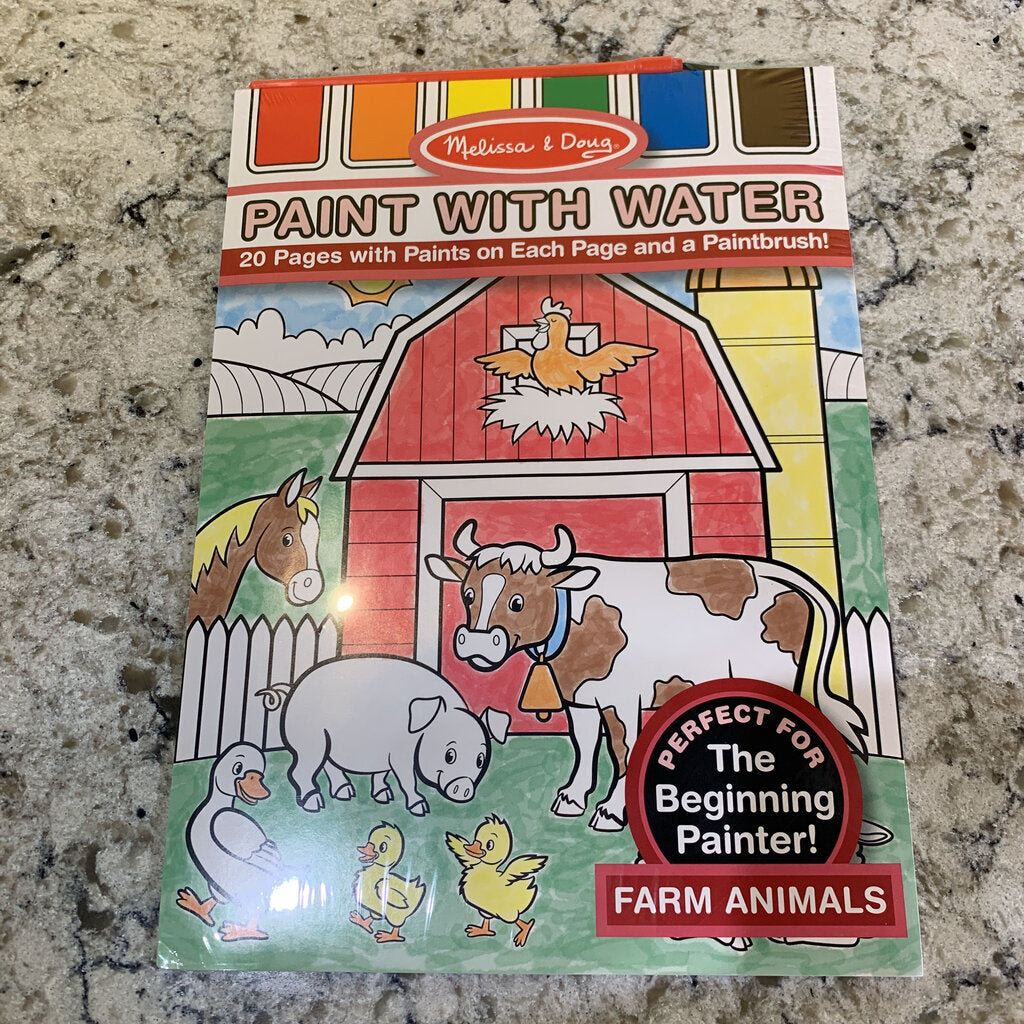 Melissa & Doug®
PAINT WITH WATER
20 Pages with Paints on Each Page and a Paintbrush!
PERFECT FOR
The
Beginning
Painter!
FARM ANIMALS